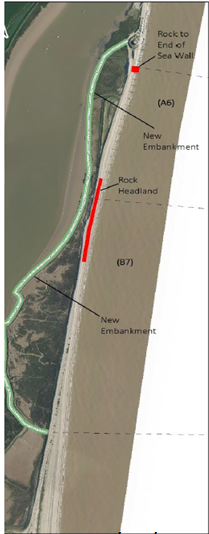 Rock to
End of
Sea Wall
(A6)
New
Embankment
Rock
Headland
(B7)
New
Embankment